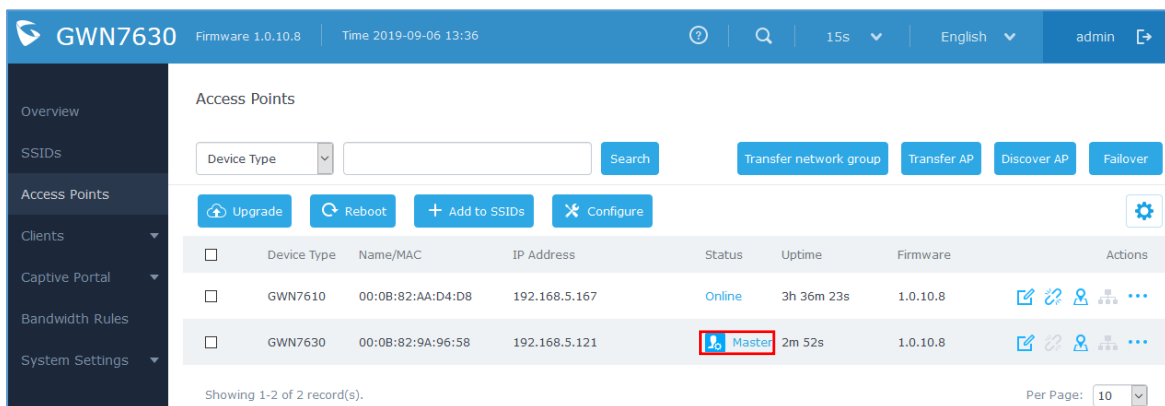 GWN7630 Firmware 1.0.10.8 Time 2019-09-06 13:36 15s English admin
Overview
SSIDs
Access Points
Clients
Captive Portal
Bandwidth Rules
System Settings
Access Points
Device Type Search Transfer network group Transfer AP Discover AP Failover
Upgrade Reboot + Add to SSIDs Configure
Device Type Name/MAC IP Address Status Uptime Firmware Actions
GWN7610 00:0B:82:AA:D4:D8 192.168.5.167 Online 3h 36m 23s 1.0.10.8
GWN7630 00:0B:82:9A:96:58 192.168.5.121 Master 2m 52s 1.0.10.8
Showing 1-2 of 2 record(s). Per Page: 10